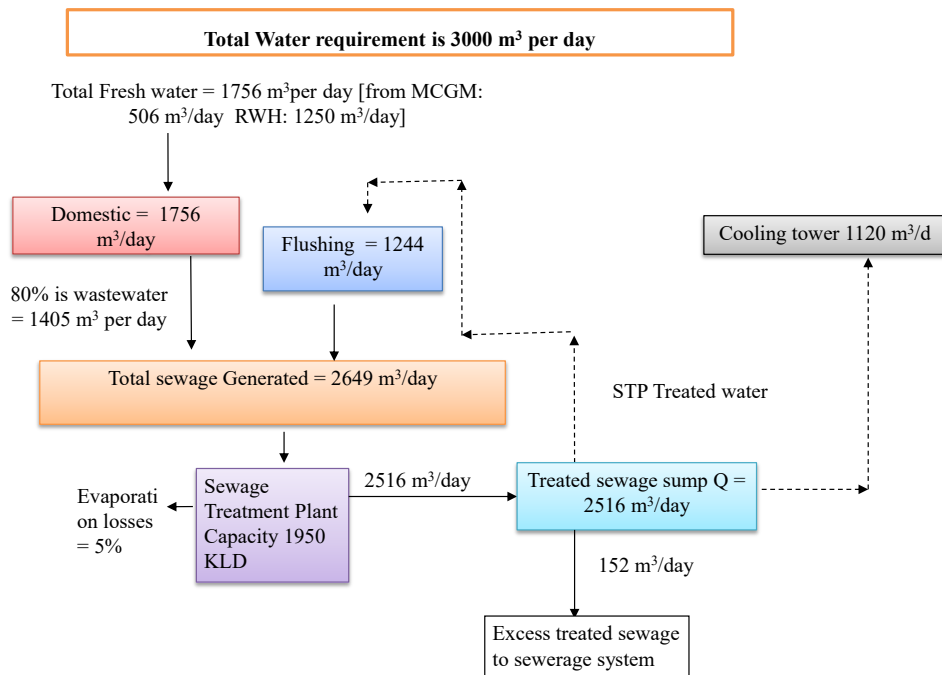 Total Water requirement is 3000 m³ per day
Total Fresh water = 1756 m³per day [from MCGM:
506 m³/day RWH: 1250 m³/day]
Domestic = 1756
m³/day
Flushing = 1244
m³/day
Cooling tower 1120 m³/d
80% is wastewater
= 1405 m³ per day
Total sewage Generated = 2649 m³/day
STP Treated water
Evaporati
on losses
= 5%
Sewage
Treatment Plant
Capacity 1950
KLD
2516 m³/day
Treated sewage sump Q =
2516 m³/day
152 m³/day
Excess treated sewage
to sewerage system